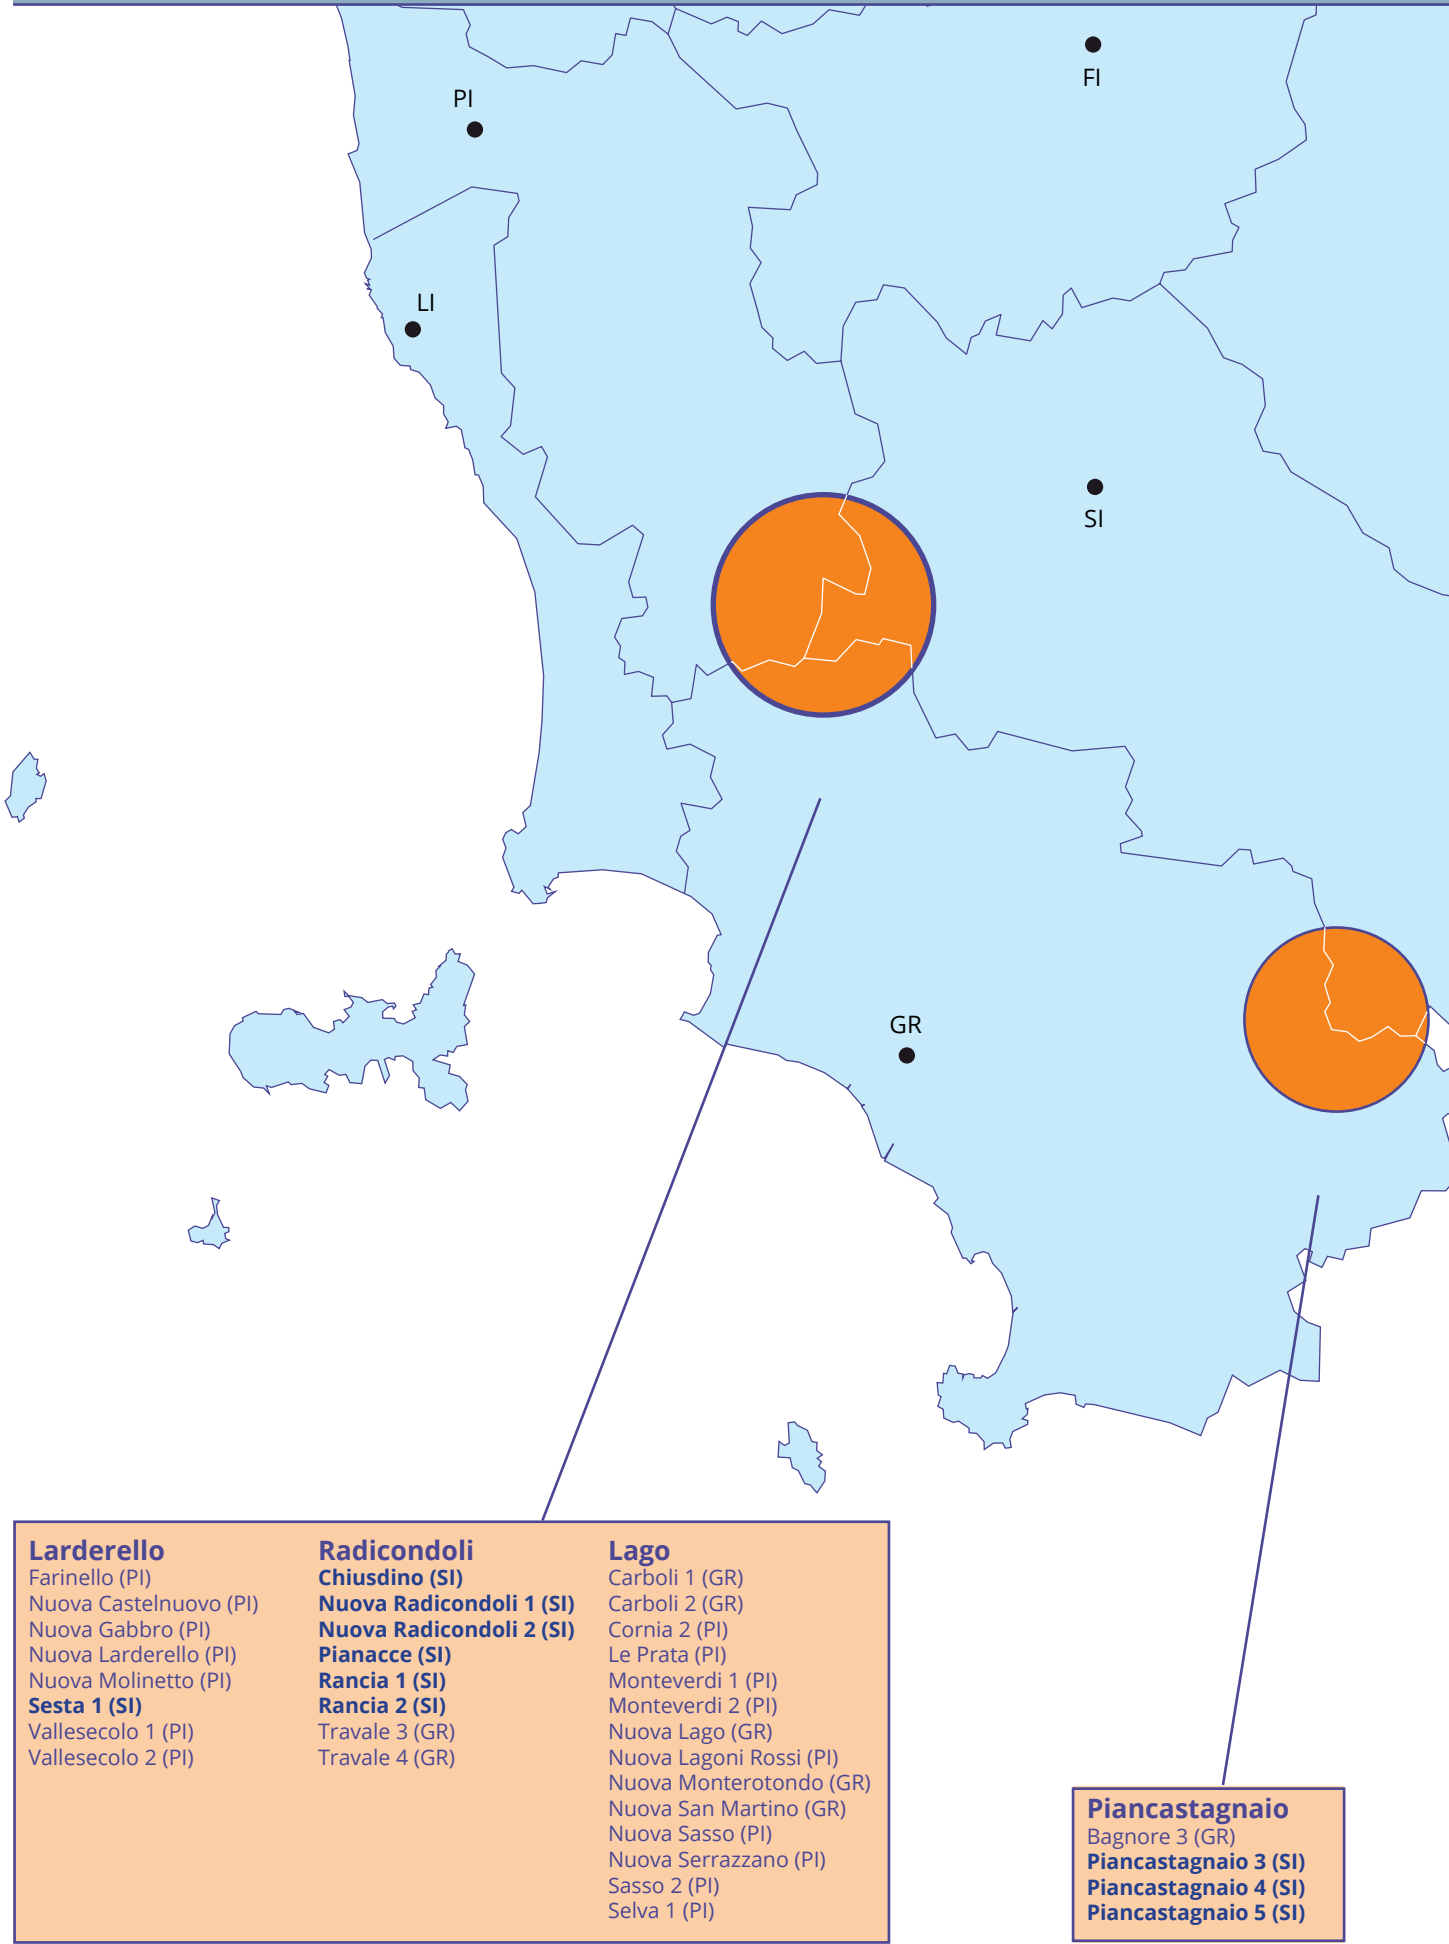 FI
PI
LI
SI
GR
Larderello
Farinello (PI)
Nuova Castelnuovo (PI)
Nuova Gabbro (PI)
Nuova Larderello (PI)
Nuova Molinetto (PI)
Sesta 1 (SI)
Vallesecolo 1 (PI)
Vallesecolo 2 (PI)
Radicondoli
Chiusdino (SI)
Nuova Radicondoli 1 (SI)
Nuova Radicondoli 2 (SI)
Pianacce (SI)
Rancia 1 (SI)
Rancia 2 (SI)
Travale 3 (GR)
Travale 4 (GR)
Lago
Carboli 1 (GR)
Carboli 2 (GR)
Cornia 2 (PI)
Le Prata (PI)
Monteverdi 1 (PI)
Monteverdi 2 (PI)
Nuova Lago (GR)
Nuova Lagoni Rossi (PI)
Nuova Monterotondo (GR)
Nuova San Martino (GR)
Nuova Sasso (PI)
Nuova Serrazzano (PI)
Sasso 2 (PI)
Selva 1 (PI)
Piancastagnaio
Bagnore 3 (GR)
Piancastagnaio 3 (SI)
Piancastagnaio 4 (SI)
Piancastagnaio 5 (SI)